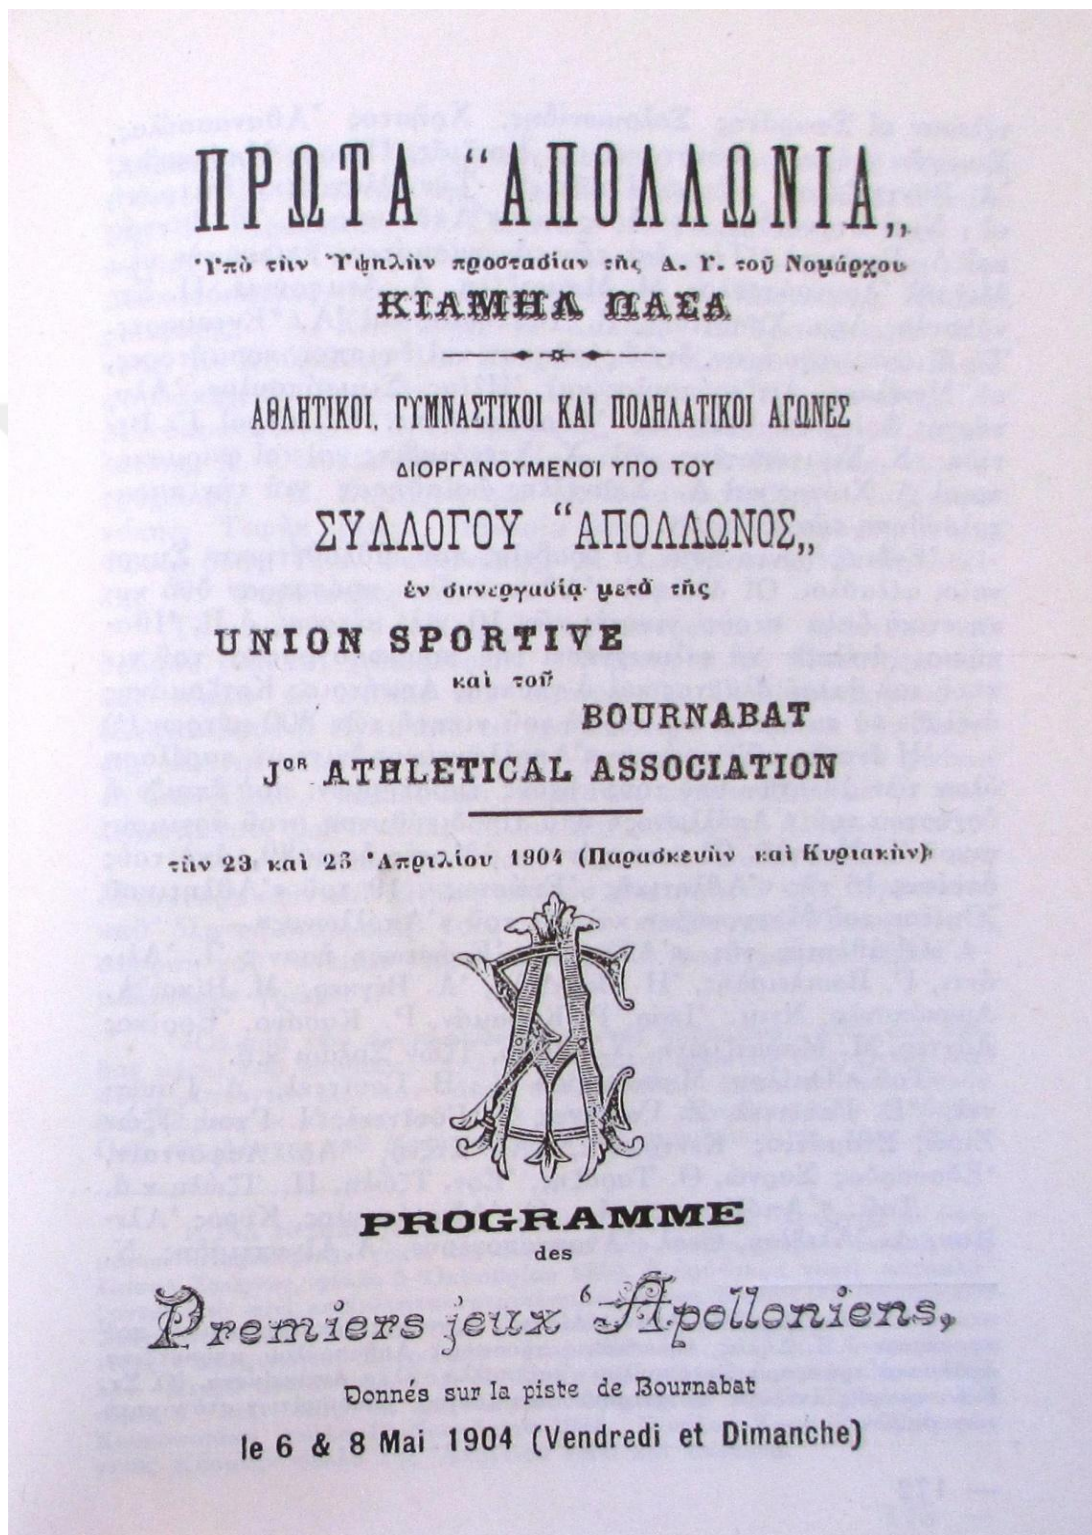 ΠΡΩΤΑ “ΑΠΟΛΛΩΝΙΑ„
Ὑπὸ τὴν Ὑψηλὴν προστασίαν τῆς Α. Υ. τοῦ Νομάρχου
ΚΙΑΜΗΛ ΠΑΣΑ
ΑΘΛΗΤΙΚΟΙ, ΓΥΜΝΑΣΤΙΚΟΙ ΚΑΙ ΠΟΔΗΛΑΤΙΚΟΙ ΑΓΩΝΕΣ
ΔΙΟΡΓΑΝΟΥΜΕΝΟΙ ΥΠΟ ΤΟΥ
ΣΥΛΛΟΓΟΥ “ΑΠΟΛΛΩΝΟΣ„
ἐν συνεργασίᾳ μετὰ τῆς
UNION SPORTIVE
καὶ τοῦ
BOURNABAT
JOR ATHLETICAL ASSOCIATION
τὴν 23 καὶ 25 Ἀπριλίου 1904 (Παρασκευὴν καὶ Κυριακὴν)
PROGRAMME
des
Premiers jeux “Apolloniens„
Donnés sur la piste de Bournabat
le 6 & 8 Mai 1904 (Vendredi et Dimanche)